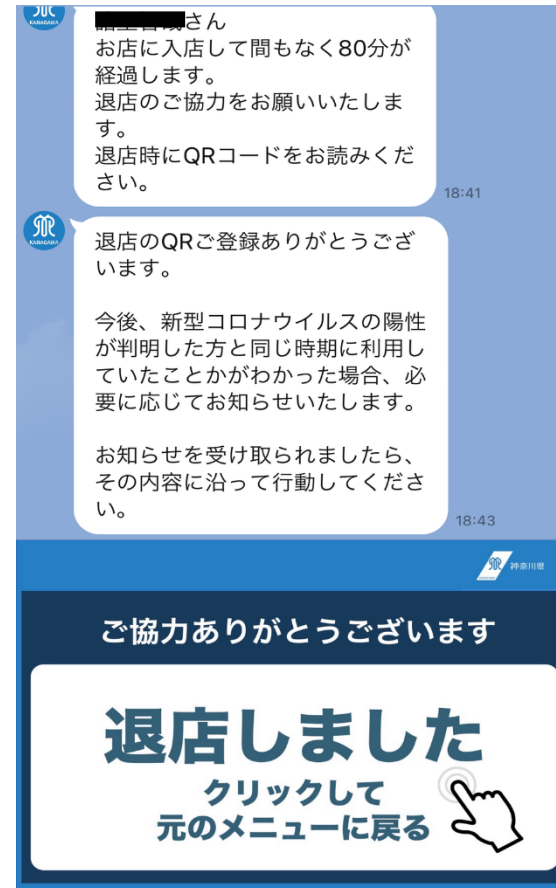 KANAGAWA
さん
お店に入店して間もなく80分が
経過します。
退店のご協力をお願いいたしま
す。
退店時にQRコードをお読みくだ
さい。
18:41
KANAGAWA
退店のQRご登録ありがとうござ
います。
今後、新型コロナウイルスの陽性
が判明した方と同じ時期に利用し
ていたことかがわかった場合、必
要に応じてお知らせいたします。
お知らせを受け取られましたら、
その内容に沿って行動してくださ
い。
18:43
神奈川県
ご協力ありがとうございます
退店しました
クリックして
元のメニューに戻る